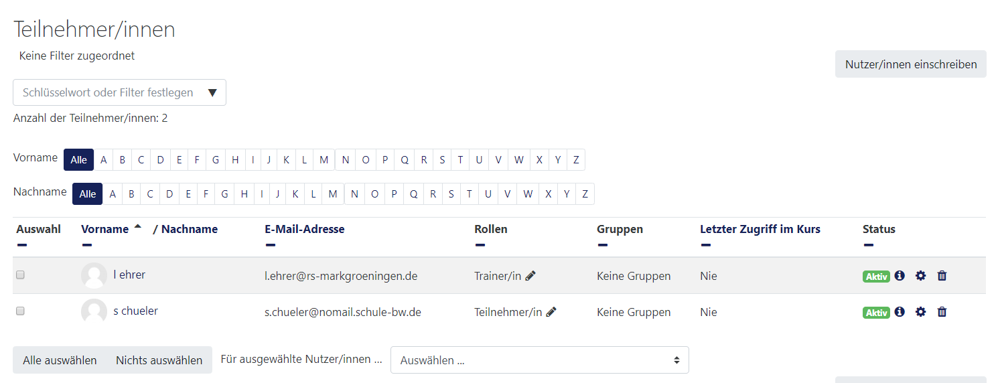 Teilnehmer/innen
Keine Filter zugeordnet
Nutzer/innen einschreiben
Schlüsselwort oder Filter festlegen ▼
Anzahl der Teilnehmer/innen: 2
Vorname Alle A B C D E F G H I J K L M N O P Q R S T U V W X Y Z
Nachname Alle A B C D E F G H I J K L M N O P Q R S T U V W X Y Z
Auswahl Vorname / Nachname E-Mail-Adresse Rollen Gruppen Letzter Zugriff im Kurs Status
l ehrer l.ehrer@rs-markgroeningen.de Trainer/in Keine Gruppen Nie Aktiv
s chueler s.chueler@nomail.schule-bw.de Teilnehmer/in Keine Gruppen Nie Aktiv
Alle auswählen Nichts auswählen Für ausgewählte Nutzer/innen ... Auswählen ...